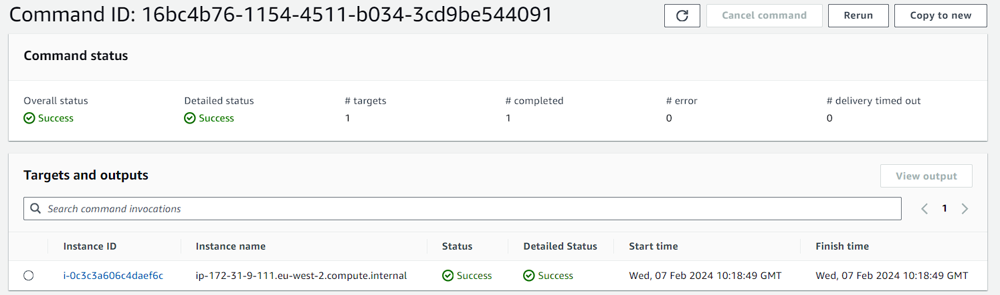 Command ID: 16bc4b76-1154-4511-b034-3cd9be544091 Cancel command Rerun Copy to new
Command status
Overall status Detailed status # targets # completed # error # delivery timed out
Success Success 1 1 0 0
Targets and outputs View output
Search command invocations 1
Instance ID Instance name Status Detailed Status Start time Finish time
i-0c3c3a606c4daef6c ip-172-31-9-111.eu-west-2.compute.internal Success Success Wed, 07 Feb 2024 10:18:49 GMT Wed, 07 Feb 2024 10:18:49 GMT